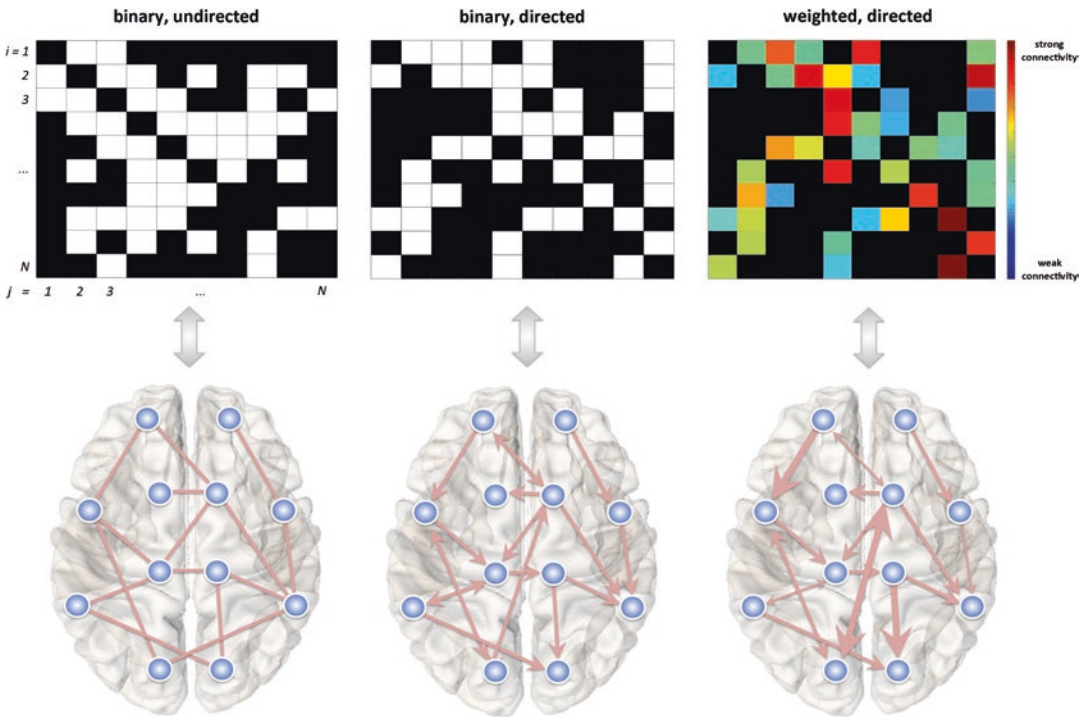 binary, undirected
binary, directed
weighted, directed
i = 1
2
3
...
N
j = 1 2 3 ... N
strong
connectivity
weak
connectivity